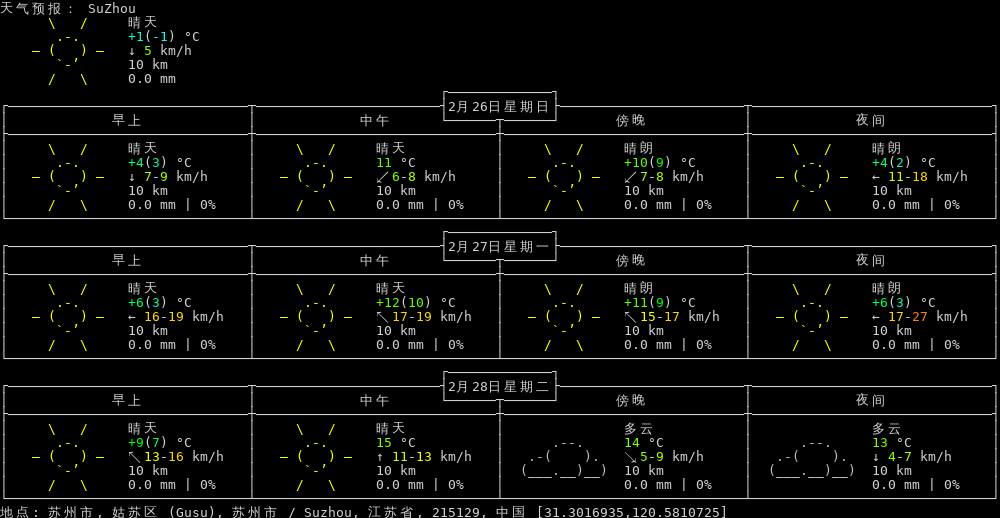 天气预报: SuZhou
晴天
+1(-1) °C
↓ 5 km/h
10 km
0.0 mm
2月26日星期日
早上 中午 傍晚 夜间
晴天 晴天 晴朗 晴朗
+4(3) °C 11 °C +10(9) °C +4(2) °C
↓ 7-9 km/h ↙ 6-8 km/h ↙ 7-8 km/h ← 11-18 km/h
10 km 10 km 10 km 10 km
0.0 mm | 0% 0.0 mm | 0% 0.0 mm | 0% 0.0 mm | 0%
2月27日星期一
早上 中午 傍晚 夜间
晴天 晴天 晴朗 晴朗
+6(3) °C +12(10) °C +11(9) °C +6(3) °C
← 16-19 km/h ↖ 17-19 km/h ↖ 15-17 km/h ← 17-27 km/h
10 km 10 km 10 km 10 km
0.0 mm | 0% 0.0 mm | 0% 0.0 mm | 0% 0.0 mm | 0%
2月28日星期二
早上 中午 傍晚 夜间
晴天 晴天 多云 多云
+9(7) °C 15 °C 14 °C 13 °C
↖ 13-16 km/h ↑ 11-13 km/h ↘ 5-9 km/h ↓ 4-7 km/h
10 km 10 km 10 km 10 km
0.0 mm | 0% 0.0 mm | 0% 0.0 mm | 0% 0.0 mm | 0%
地点: 苏州市, 姑苏区 (Gusu), 苏州市 / Suzhou, 江苏省, 215129, 中国 [31.3016935,120.5810725]